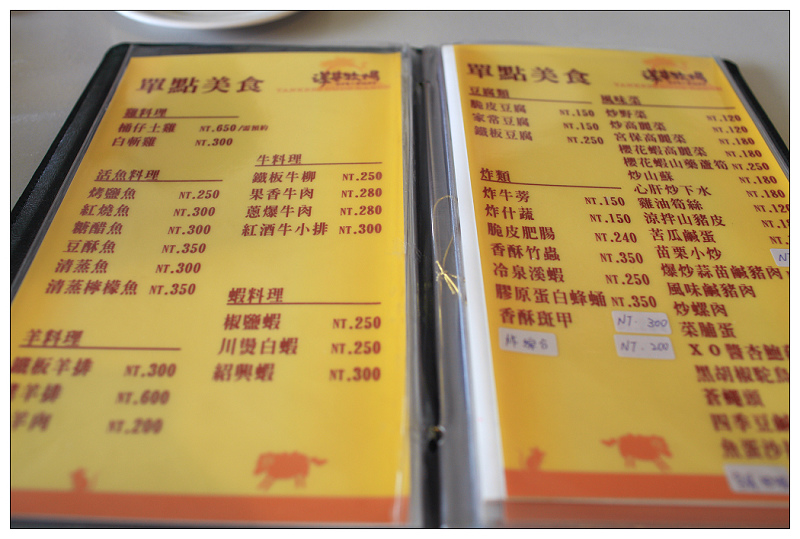 單點美食
雞料理
桶仔土雞 NT.650
白斬雞 NT.300
活魚料理
烤鹽魚 NT.250
紅燒魚 NT.300
糖醋魚 NT.300
豆酥魚 NT.350
清蒸魚 NT.300
清蒸檸檬魚 NT.350
羊料理
鐵板羊排 NT.300
羊排 NT.600
羊肉 NT.200
牛料理
鐵板牛柳 NT.250
果香牛肉 NT.280
蔥爆牛肉 NT.280
紅酒牛小排 NT.300
蝦料理
椒鹽蝦 NT.250
川燙白蝦 NT.250
紹興蝦 NT.300
單點美食
豆腐類
脆皮豆腐 NT.150
家常豆腐 NT.150
鐵板豆腐 NT.250
炸類
炸牛蒡 NT.150
炸什蔬 NT.150
脆皮肥腸 NT.240
香酥竹蟲 NT.350
冷泉溪蝦 NT.250
膠原蛋白蜂蛹 NT.350
香酥斑甲 NT.300
NT.200
風味菜
炒野菜 NT.120
炒高麗菜 NT.120
宮保高麗菜 NT.180
櫻花蝦高麗菜 NT.180
櫻花蝦山藥蘆筍 NT.250
炒山蘇 NT.180
心肝炒下水 NT.180
雞油筍絲
涼拌山豬皮
苦瓜鹹蛋
苗栗小炒
爆炒蒜苗鹹豬肉
風味鹹豬肉
炒螺肉
菜脯蛋
XO醬杏鮑
黑胡椒鴕鳥
蒼蠅頭
四季豆鹹
魚蛋沙